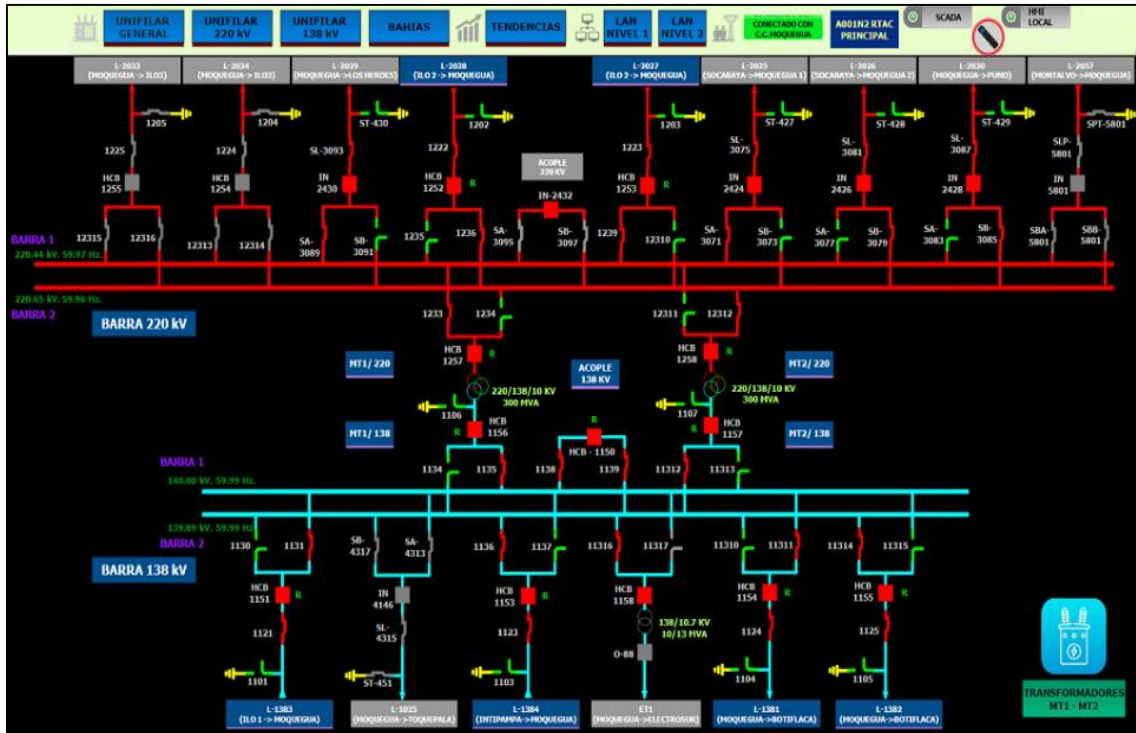 UNIFILAR
GENERAL
UNIFILAR
220 kV
UNIFILAR
138 kV
BAHIAS
TENDENCIAS
LAN
NIVEL 1
LAN
NIVEL 2
CONECTADO CON
C.C. MOQUEGUA
A001N2 RTAC
PRINCIPAL
SCADA
HMI
LOCAL
L-2033
(MOQUEGUA->ILO3)
L-2034
(MOQUEGUA->ILO3)
L-2029
(MOQUEGUA->LOS HEROES)
L-2028
(ILO 2-> MOQUEGUA)
L-2027
(ILO 2-> MOQUEGUA)
L-2025
(SOCABAYA->MOQUEGUA 1)
L-2026
(SOCABAYA->MOQUEGUA 2)
L-2030
(MOQUEGUA->PUNO)
L-2057
(MONTALVO->MOQUEGUA)
1205
1204
ST-430
1202
1203
ST-427
ST-428
ST-429
SPT-5801
1225
1224
SL-3093
1222
1223
SL-
3075
SL-
3081
SL-
3087
SLP-
5801
HCB
1255
HCB
1254
IN
2430
HCB
1252
R
ACOPLE
220 KV
IN-2432
HCB
1253
R
IN
2424
IN
2426
IN
2428
IN
5801
BARRA 1
220.44 kV. 59.97 Hz.
12315
12316
12313
12314
SA-
3089
SB-
3091
1235
1236
SA-
3095
SB-
3097
1239
12310
SA-
3071
SB-
3073
SA-
3077
SB-
3079
SA-
3083
SB-
3085
SBA-
5801
SBB-
5801
220.65 kV. 59.96 Hz.
BARRA 2
BARRA 220 kV
1233
1234
12311
12312
HCB
1257
R
HCB
1258
R
MT1/ 220
ACOPLE
138 KV
MT2/ 220
220/138/10 KV
300 MVA
220/138/10 KV
300 MVA
1106
1107
MT1/ 138
R
HCB
1156
R
HCB - 1150
R
HCB
1157
MT2/ 138
BARRA 1
140.00 kV. 59.99 Hz.
1134
1135
1138
1139
11312
11313
139.89 kV. 59.99 Hz.
BARRA 2
BARRA 138 kV
1130
1131
SB-
4317
SA-
4313
1136
1137
11316
11317
11310
11311
11314
11315
HCB
1151
R
IN
4146
HCB
1153
R
HCB
1158
HCB
1154
R
HCB
1155
R
1121
SL-
4315
1123
138/10.7 KV
10/13 MVA
1124
1125
O-88
1101
ST-451
1103
1104
1105
L-1383
(ILO 1-> MOQUEGUA)
L-1025
(MOQUEGUA->TOQUEPALA)
L-1384
(INTIPAMPA->MOQUEGUA)
ET1
(MOQUEGUA->ELECTROSUR)
L-1381
(MOQUEGUA->BOTIFLACA)
L-1382
(MOQUEGUA->BOTIFLACA)
TRANSFORMADORES
MT1 - MT2